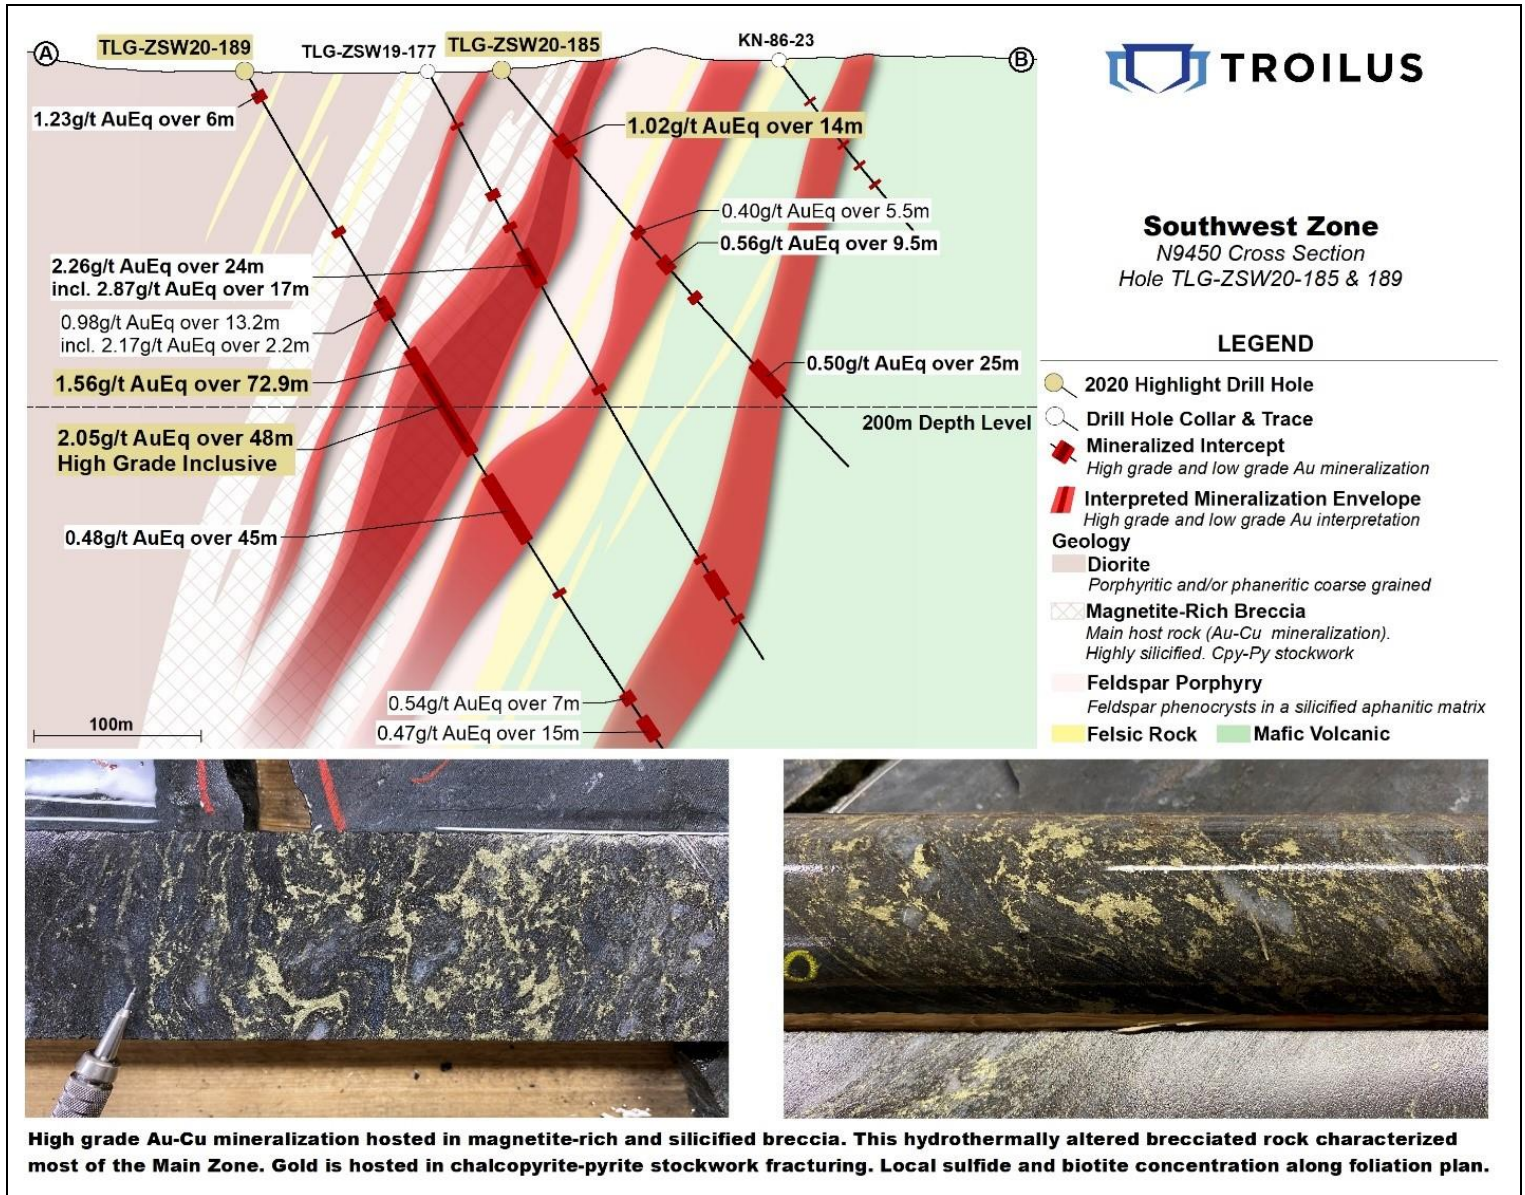 A
TLG-ZSW20-189
TLG-ZSW19-177
TLG-ZSW20-185
KN-86-23
B
1.23g/t AuEq over 6m
1.02g/t AuEq over 14m
0.40g/t AuEq over 5.5m
0.56g/t AuEq over 9.5m
2.26g/t AuEq over 24m
incl. 2.87g/t AuEq over 17m
0.98g/t AuEq over 13.2m
incl. 2.17g/t AuEq over 2.2m
0.50g/t AuEq over 25m
1.56g/t AuEq over 72.9m
200m Depth Level
2.05g/t AuEq over 48m
High Grade Inclusive
0.48g/t AuEq over 45m
0.54g/t AuEq over 7m
0.47g/t AuEq over 15m
100m
TROILUS
Southwest Zone
N9450 Cross Section
Hole TLG-ZSW20-185 & 189
LEGEND
2020 Highlight Drill Hole
Drill Hole Collar & Trace
Mineralized Intercept
High grade and low grade Au mineralization
Interpreted Mineralization Envelope
High grade and low grade Au interpretation
Geology
Diorite
Porphyritic and/or phaneritic coarse grained
Magnetite-Rich Breccia
Main host rock (Au-Cu mineralization).
Highly silicified. Cpy-Py stockwork
Feldspar Porphyry
Feldspar phenocrysts in a silicified aphanitic matrix
Felsic Rock
Mafic Volcanic
High grade Au-Cu mineralization hosted in magnetite-rich and silicified breccia. This hydrothermally altered brecciated rock characterized
most of the Main Zone. Gold is hosted in chalcopyrite-pyrite stockwork fracturing. Local sulfide and biotite concentration along foliation plan.